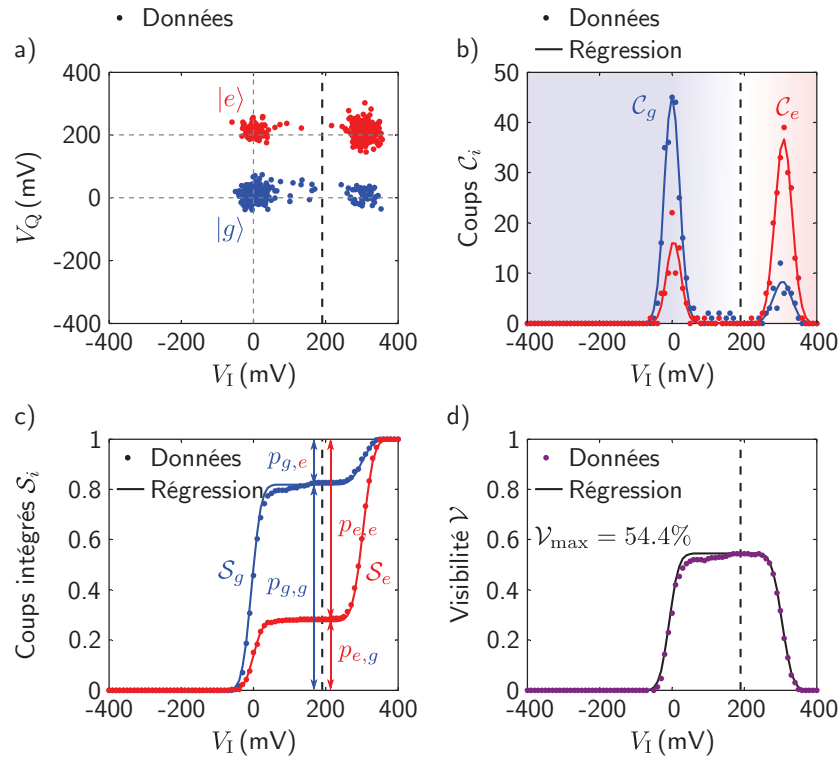 • Données
a)
400
200
0
-200
-400
V_Q (mV)
|e⟩
|g⟩
-400 -200 0 200 400
V_I (mV)
• Données
— Régression
b)
50
40
30
20
10
0
Coups 𝒞_i
𝒞_g
𝒞_e
-400 -200 0 200 400
V_I (mV)
c)
1
0.8
0.6
0.4
0.2
0
Coups intégrés 𝒮_i
• Données
— Régression
p_{g,e}
p_{e,e}
𝒮_g
p_{g,g}
𝒮_e
p_{e,g}
-400 -200 0 200 400
V_I (mV)
d)
1
0.8
0.6
0.4
0.2
0
Visibilité 𝒱
• Données
— Régression
𝒱_max = 54.4%
-400 -200 0 200 400
V_I (mV)